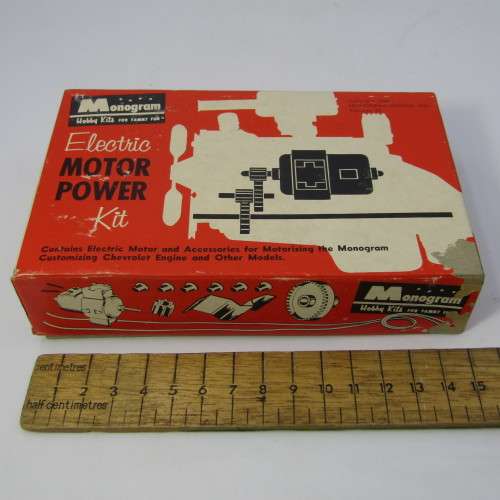 Monogram
Hobby Kits FOR FAMILY FUN
Electric
MOTOR
POWER
Kit
Contains Electric Motor and Accessories for Motorizing the Monogram
Customizing Chevrolet Engine and Other Models.
Monogram
Hobby Kits FOR FAMILY FUN
centimetres
1 2 3 4 5 6 7 8 9 10 11 12 13 14 15
half centimetres